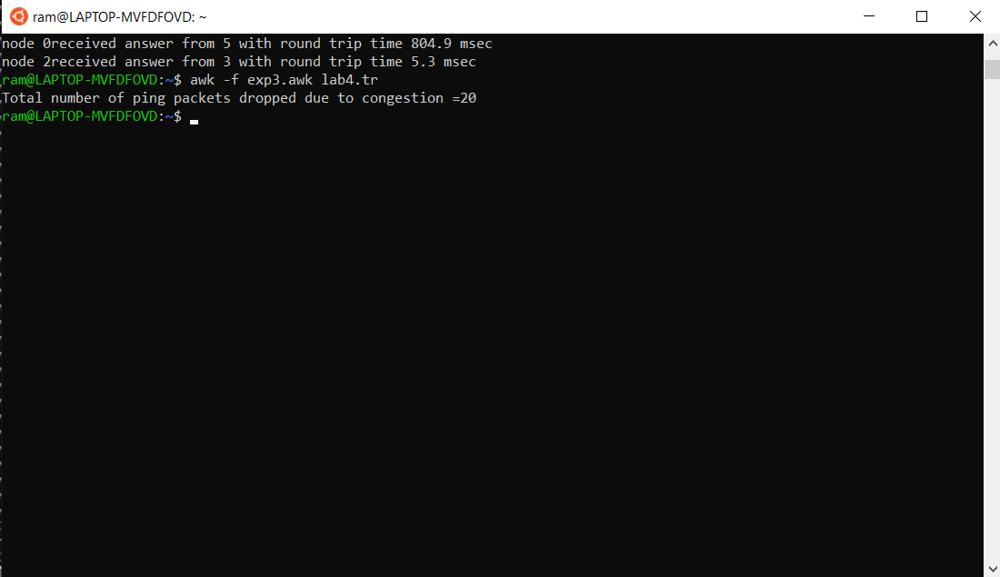 ram@LAPTOP-MVFDFOVD: ~
node 0received answer from 5 with round trip time 804.9 msec
node 2received answer from 3 with round trip time 5.3 msec
ram@LAPTOP-MVFDFOVD:~$ awk -f exp3.awk lab4.tr
Total number of ping packets dropped due to congestion =20
ram@LAPTOP-MVFDFOVD:~$